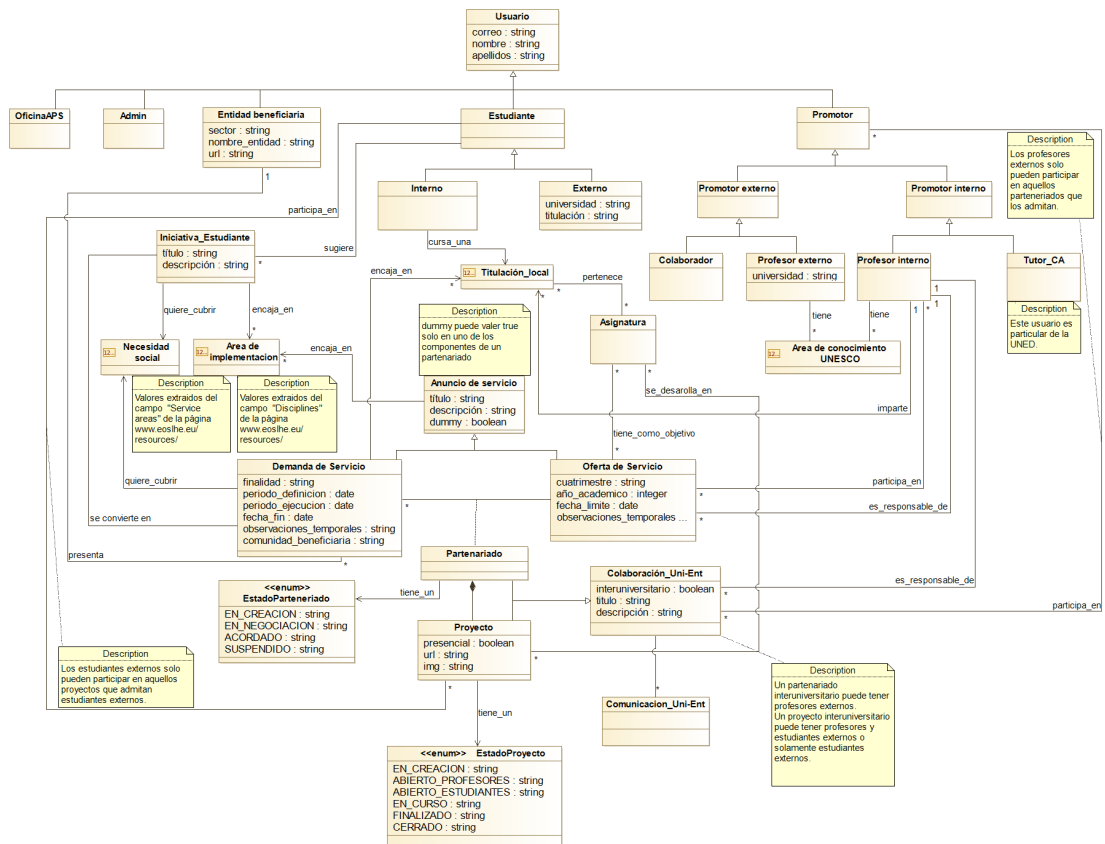 Usuario
correo : string
nombre : string
apellidos : string
OficinaAPS
Admin
Entidad beneficiaria
sector : string
nombre_entidad : string
url : string
1
Estudiante
Promotor
*
Description
Los profesores
externos solo
pueden participar
en aquellos
parteneriados que
los admitan.
participa_en
Interno
Externo
universidad : string
titulación : string
Promotor externo
Promotor interno
Iniciativa_Estudiante
título : string
descripción : string
*
sugiere
cursa_una
Colaborador
Profesor externo
universidad : string
Profesor interno
Tutor_CA
encaja_en
*
12...
Titulación_local
*
*
pertenece
*
quiere_cubrir
encaja_en
*
Description
dummy puede valer true
solo en uno de los
componentes de un
partenariado
Asignatura
*
*
tiene
*
tiene
*
1
*
1
1
Description
Este usuario es
particular de la
UNED.
12...
Necesidad
social
12...
Area de
implementacion
*
encaja_en
12...
Area de conocimiento
UNESCO
Description
Valores extraidos del
campo "Service
areas" de la página
www.eoslhe.eu/
resources/
Description
Valores extraidos del
campo "Disciplines"
de la página
www.eoslhe.eu/
resources/
Anuncio de servicio
título : string
descripción : string
dummy : boolean
se_desarolla_en
imparte
tiene_como_objetivo
*
quiere_cubrir
Demanda de Servicio
finalidad : string
periodo_definicion : date
periodo_ejecucion : date
fecha_fin : date
observaciones_temporales : string
comunidad_beneficiaria : string
*
Oferta de Servicio
cuatrimestre : string
año_academico : integer
fecha_limite : date
observaciones_temporales ...
*
*
participa_en
es_responsable_de
se convierte en
presenta
*
Partenariado
<<enum>>
EstadoParteneriado
EN_CREACION : string
EN_NEGOCIACION : string
ACORDADO : string
SUSPENDIDO : string
tiene_un
Colaboración_Uni-Ent
interuniversitario : boolean
titulo : string
descripción : string
*
*
es_responsable_de
participa_en
Proyecto
presencial : boolean
url : string
img : string
*
*
Description
Los estudiantes externos solo
pueden participar en aquellos
proyectos que admitan
estudiantes externos.
tiene_un
*
Comunicacion_Uni-Ent
Description
Un partenariado
interuniversitario puede tener
profesores externos.
Un proyecto interuniversitario
puede tener profesores y
estudiantes externos o
solamente estudiantes
externos.
<<enum>> EstadoProyecto
EN_CREACION : string
ABIERTO_PROFESORES : string
ABIERTO_ESTUDIANTES : string
EN_CURSO : string
FINALIZADO : string
CERRADO : string